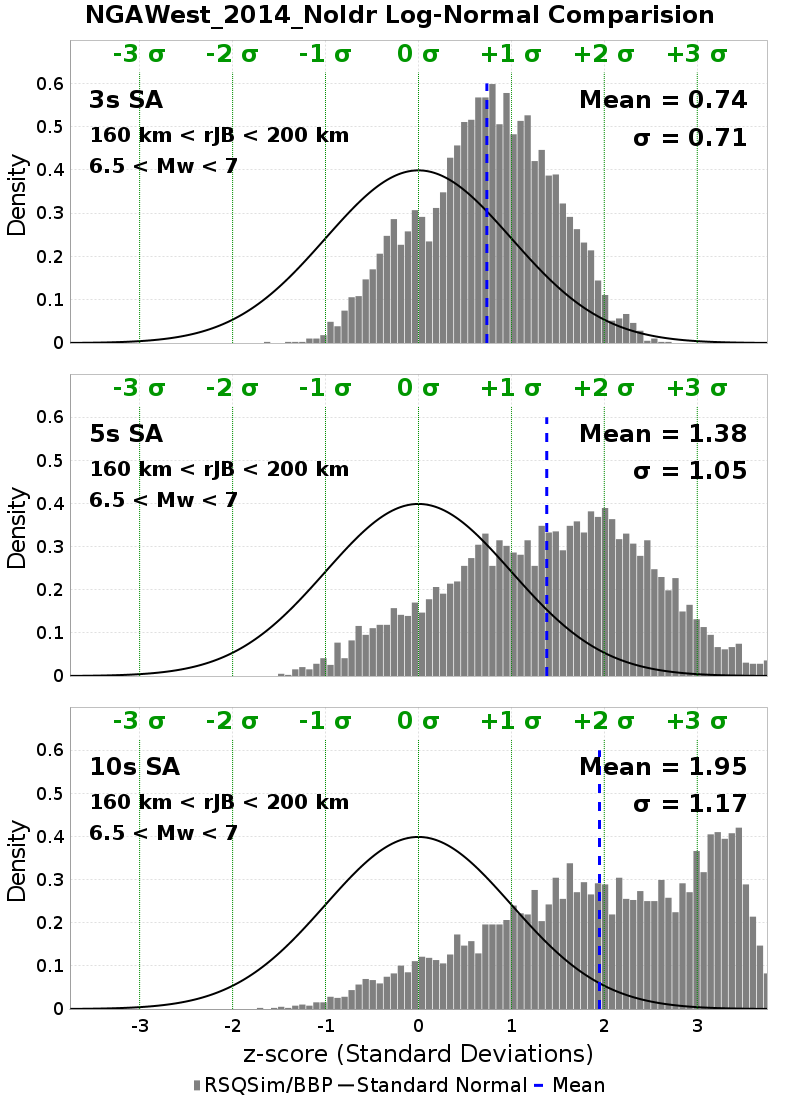 NGAWest_2014_NoIdr Log-Normal Comparision
-3 σ -2 σ -1 σ 0 σ +1 σ +2 σ +3 σ
3s SA
160 km < rJB < 200 km
6.5 < Mw < 7
Mean = 0.74
σ = 0.71
Density
0.6
0.5
0.4
0.3
0.2
0.1
0
-3 σ -2 σ -1 σ 0 σ +1 σ +2 σ +3 σ
5s SA
160 km < rJB < 200 km
6.5 < Mw < 7
Mean = 1.38
σ = 1.05
Density
0.6
0.5
0.4
0.3
0.2
0.1
0
-3 σ -2 σ -1 σ 0 σ +1 σ +2 σ +3 σ
10s SA
160 km < rJB < 200 km
6.5 < Mw < 7
Mean = 1.95
σ = 1.17
Density
0.6
0.5
0.4
0.3
0.2
0.1
0
-3 -2 -1 0 1 2 3
z-score (Standard Deviations)
RSQSim/BBP Standard Normal Mean